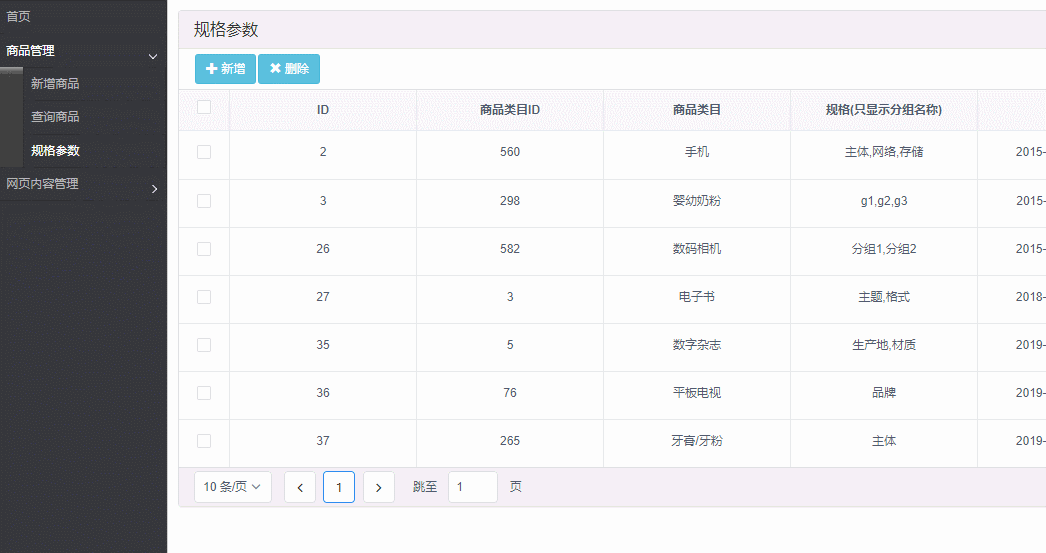 首页
商品管理
新增商品
查询商品
规格参数
网页内容管理
规格参数
新增 删除
ID 商品类目ID 商品类目 规格(只显示分组名称)
2 560 手机 主体,网络,存储 2015-
3 298 婴幼奶粉 g1,g2,g3 2015-
26 582 数码相机 分组1,分组2 2015-
27 3 电子书 主题,格式 2018-
35 5 数字杂志 生产地,材质 2019-
36 76 平板电视 品牌 2019-
37 265 牙膏/牙粉 主体 2019-
10 条/页 1 跳至 1 页